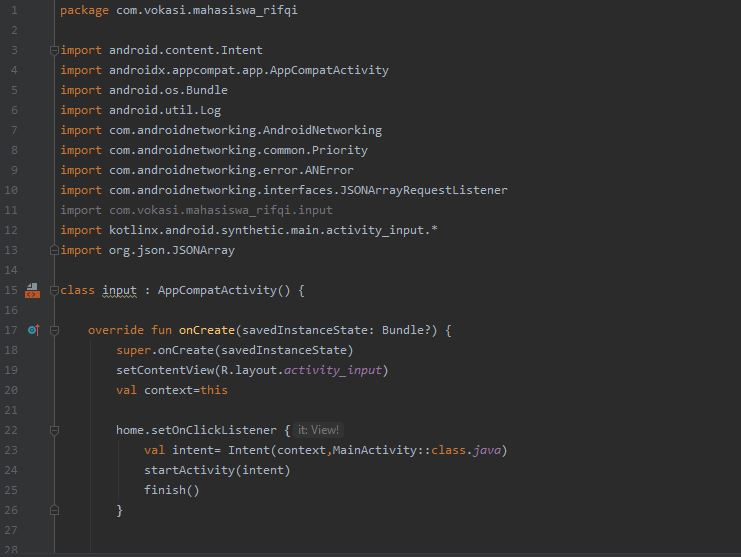 1 package com.vokasi.mahasiswa_rifqi
2
3 import android.content.Intent
4 import androidx.appcompat.app.AppCompatActivity
5 import android.os.Bundle
6 import android.util.Log
7 import com.androidnetworking.AndroidNetworking
8 import com.androidnetworking.common.Priority
9 import com.androidnetworking.error.ANError
10 import com.androidnetworking.interfaces.JSONArrayRequestListener
11 import com.vokasi.mahasiswa_rifqi.input
12 import kotlinx.android.synthetic.main.activity_input.*
13 import org.json.JSONArray
14
15 class input : AppCompatActivity() {
16
17 override fun onCreate(savedInstanceState: Bundle?) {
18 super.onCreate(savedInstanceState)
19 setContentView(R.layout.activity_input)
20 val context=this
21
22 home.setOnClickListener { it: View!
23 val intent= Intent(context,MainActivity::class.java)
24 startActivity(intent)
25 finish()
26 }
27
28